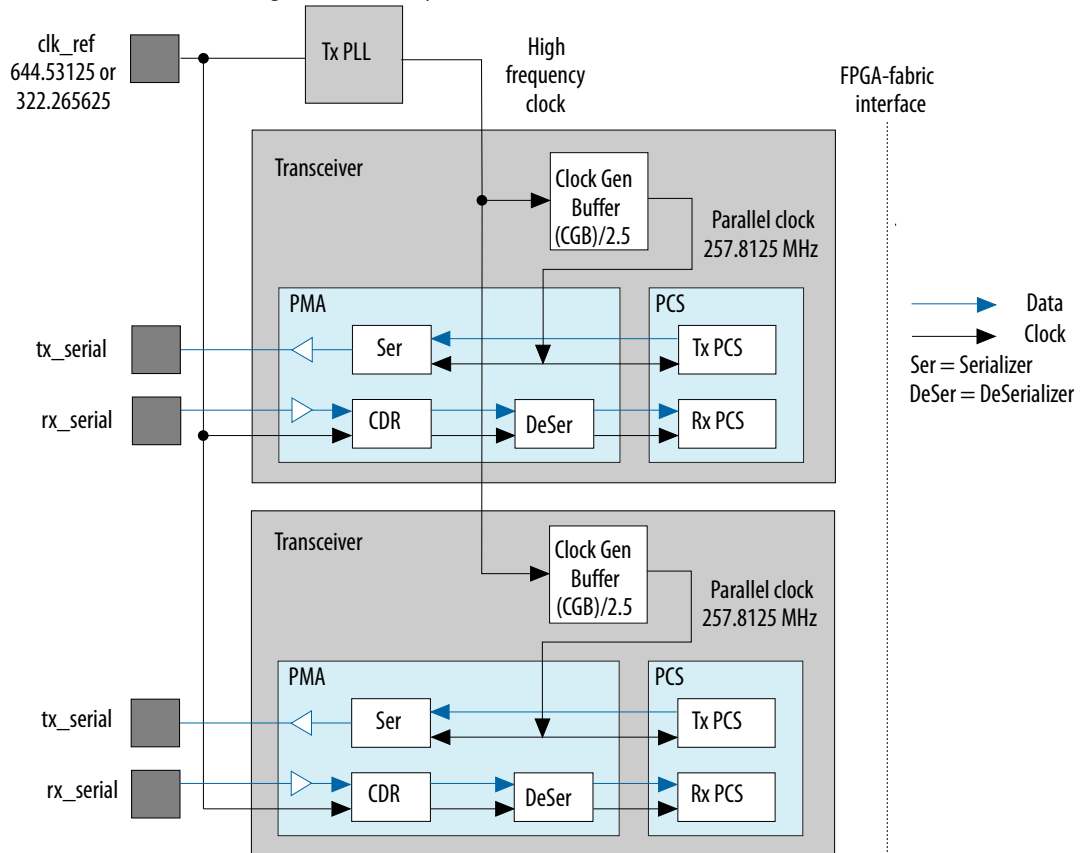 clk_ref
644.53125 or
322.265625
Tx PLL
High
frequency
clock
FPGA-fabric
interface
Transceiver
Clock Gen
Buffer
(CGB)/2.5
Parallel clock
257.8125 MHz
PMA
PCS
tx_serial
Ser
Tx PCS
rx_serial
CDR
DeSer
Rx PCS
Data
Clock
Ser = Serializer
DeSer = DeSerializer
Transceiver
Clock Gen
Buffer
(CGB)/2.5
Parallel clock
257.8125 MHz
PMA
PCS
tx_serial
Ser
Tx PCS
rx_serial
CDR
DeSer
Rx PCS